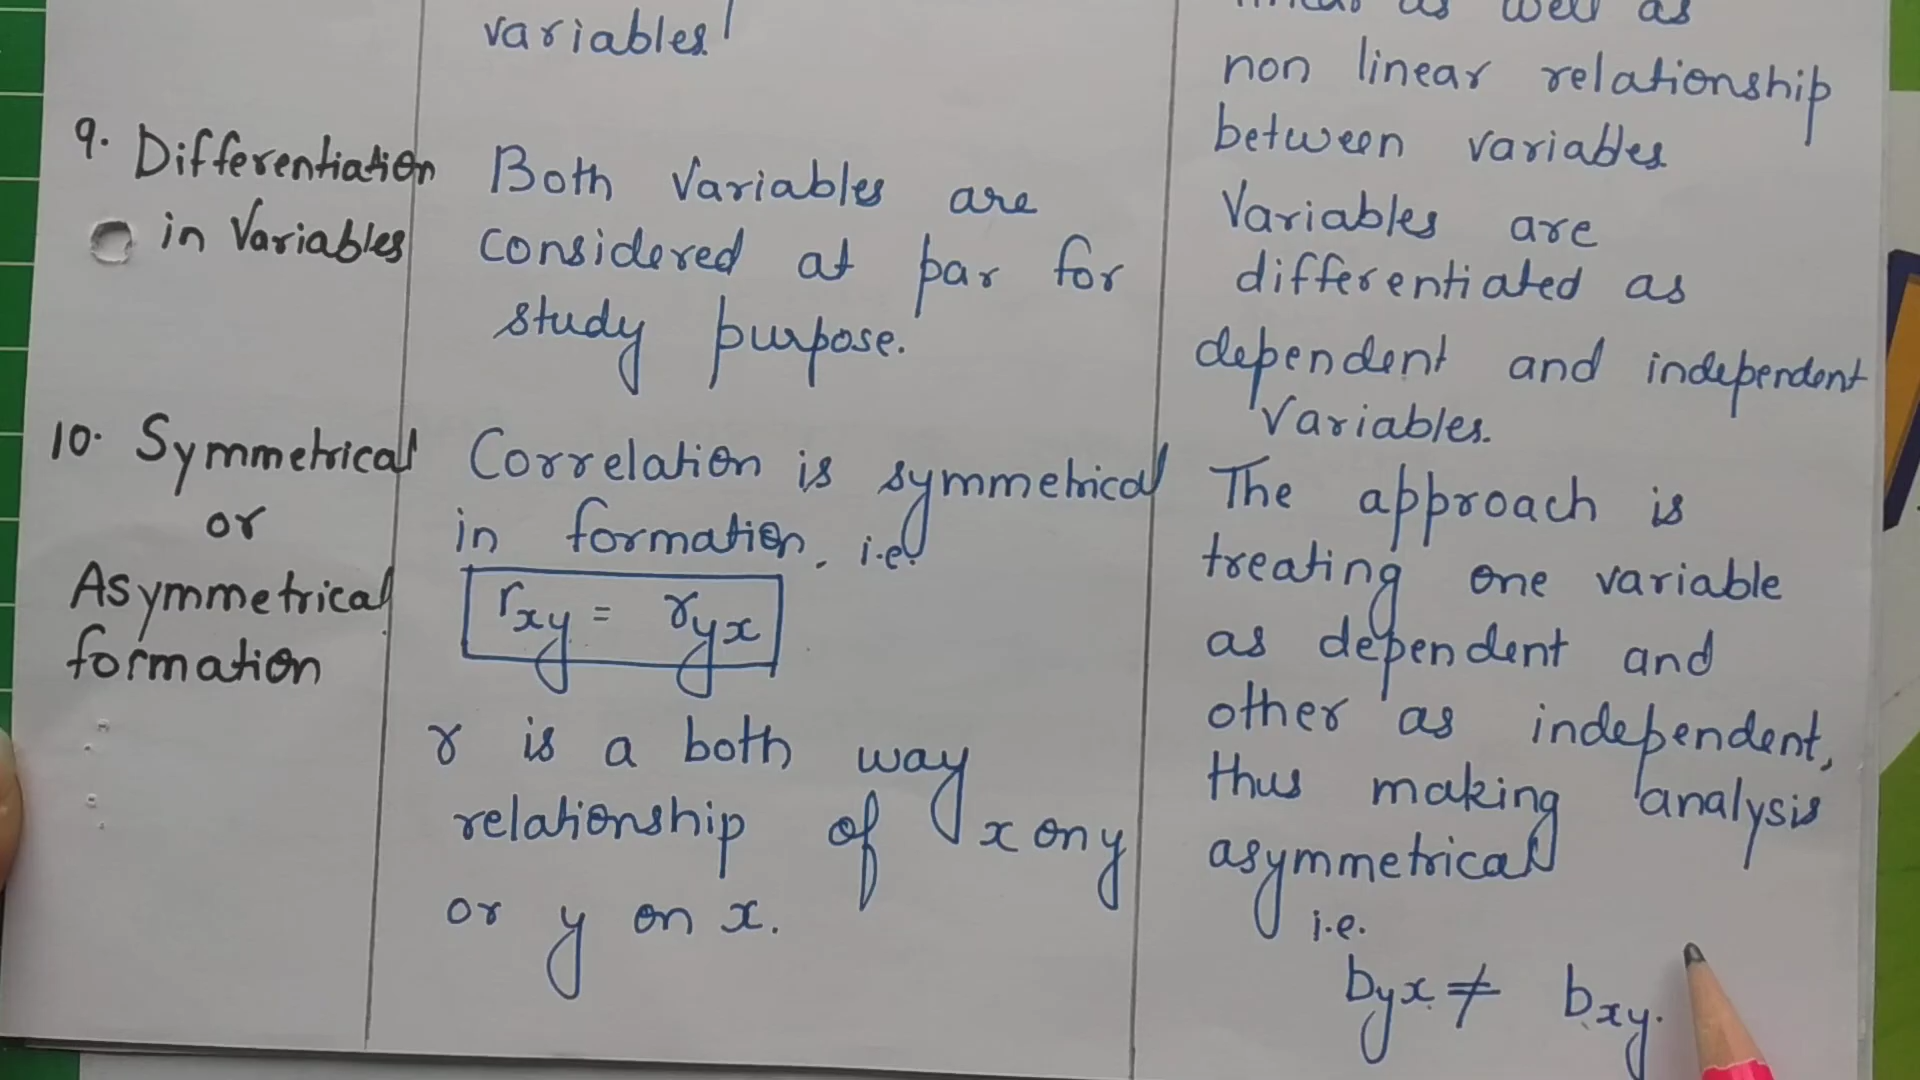 variables
as well as
non linear relationship
between variables
9. Differentiation
in Variables
Both Variables are
considered at par for
study purpose.
Variables are
differentiated as
dependent and independent
Variables.
10. Symmetrical
or
Asymmetrical
formation
Correlation is symmetrical
in formation, i.e.
rxy = ryx
r is a both way
relationship of x on y
or y on x.
The approach is
treating one variable
as dependent and
other as independent,
thus making analysis
asymmetrical
i.e.
byx ≠ bxy.